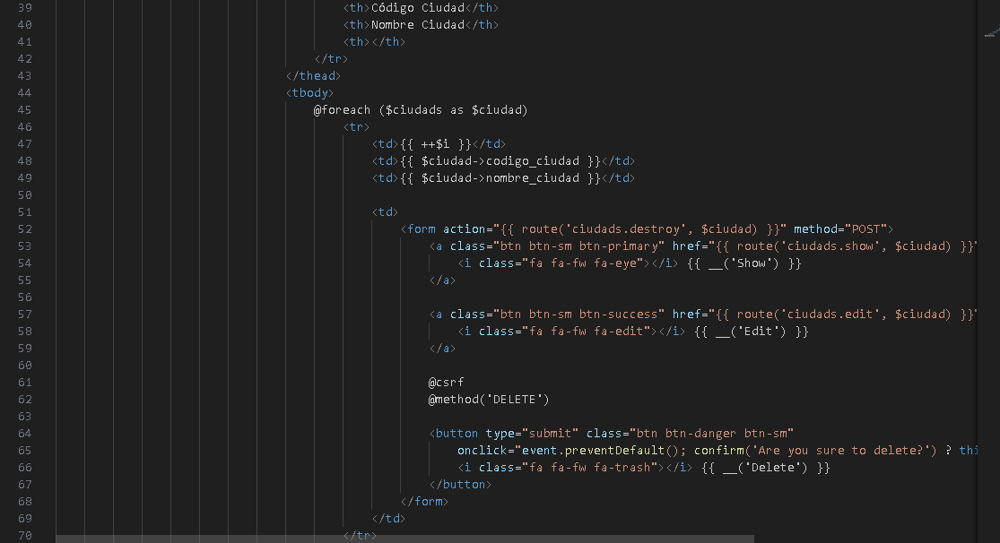 39 <th>Código Ciudad</th>
40 <th>Nombre Ciudad</th>
41 <th></th>
42 </tr>
43 </thead>
44 <tbody>
45 @foreach ($ciudads as $ciudad)
46 <tr>
47 <td>{{ ++$i }}</td>
48 <td>{{ $ciudad->codigo_ciudad }}</td>
49 <td>{{ $ciudad->nombre_ciudad }}</td>
50
51 <td>
52 <form action="{{ route('ciudads.destroy', $ciudad) }}" method="POST">
53 <a class="btn btn-sm btn-primary" href="{{ route('ciudads.show', $ciudad) }}"
54 <i class="fa fa-fw fa-eye"></i> {{ __('Show') }}
55 </a>
56
57 <a class="btn btn-sm btn-success" href="{{ route('ciudads.edit', $ciudad) }}"
58 <i class="fa fa-fw fa-edit"></i> {{ __('Edit') }}
59 </a>
60
61 @csrf
62 @method('DELETE')
63
64 <button type="submit" class="btn btn-danger btn-sm"
65 onclick="event.preventDefault(); confirm('Are you sure to delete?') ? thi
66 <i class="fa fa-fw fa-trash"></i> {{ __('Delete') }}
67 </button>
68 </form>
69 </td>
70 </tr>